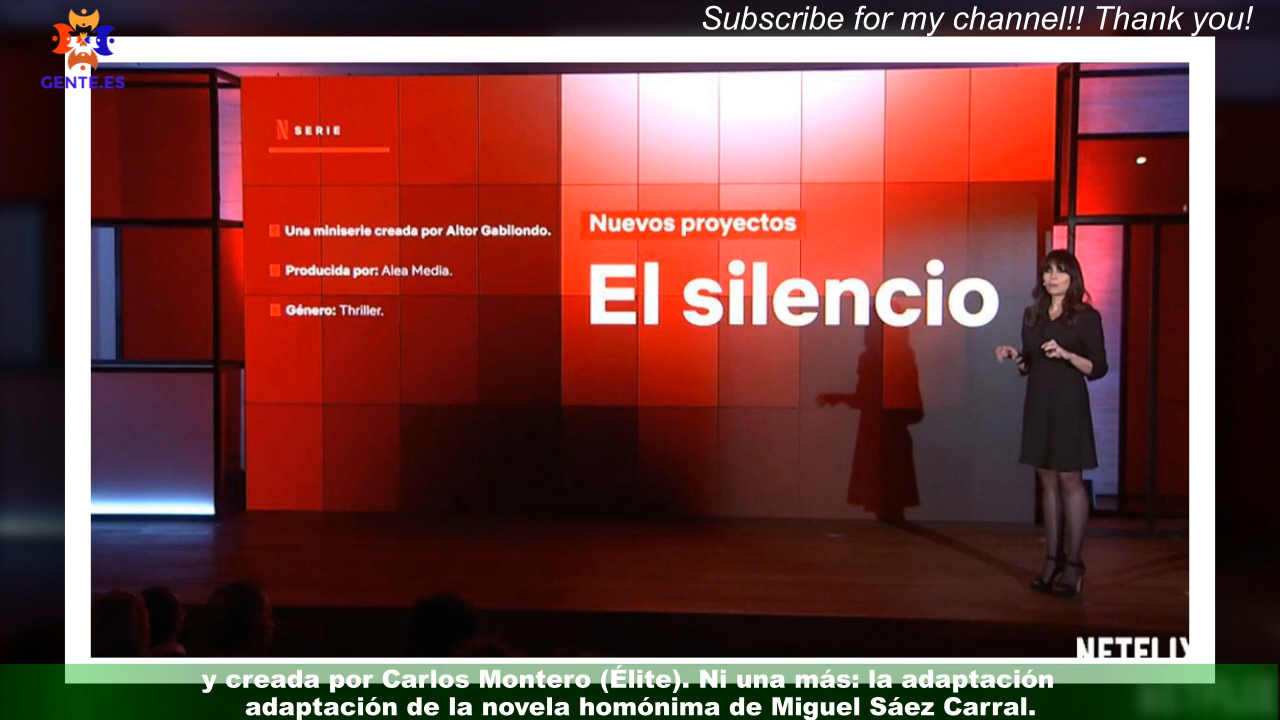 Subscribe for my channel!! Thank you!
GENTE.ES
N SERIE
Una miniserie creada por Aitor Gabilondo.
Producida por: Alea Media.
Género: Thriller.
Nuevos proyectos
El silencio
NETFLIX
y creada por Carlos Montero (Élite). Ni una más: la adaptación
adaptación de la novela homónima de Miguel Sáez Carral.